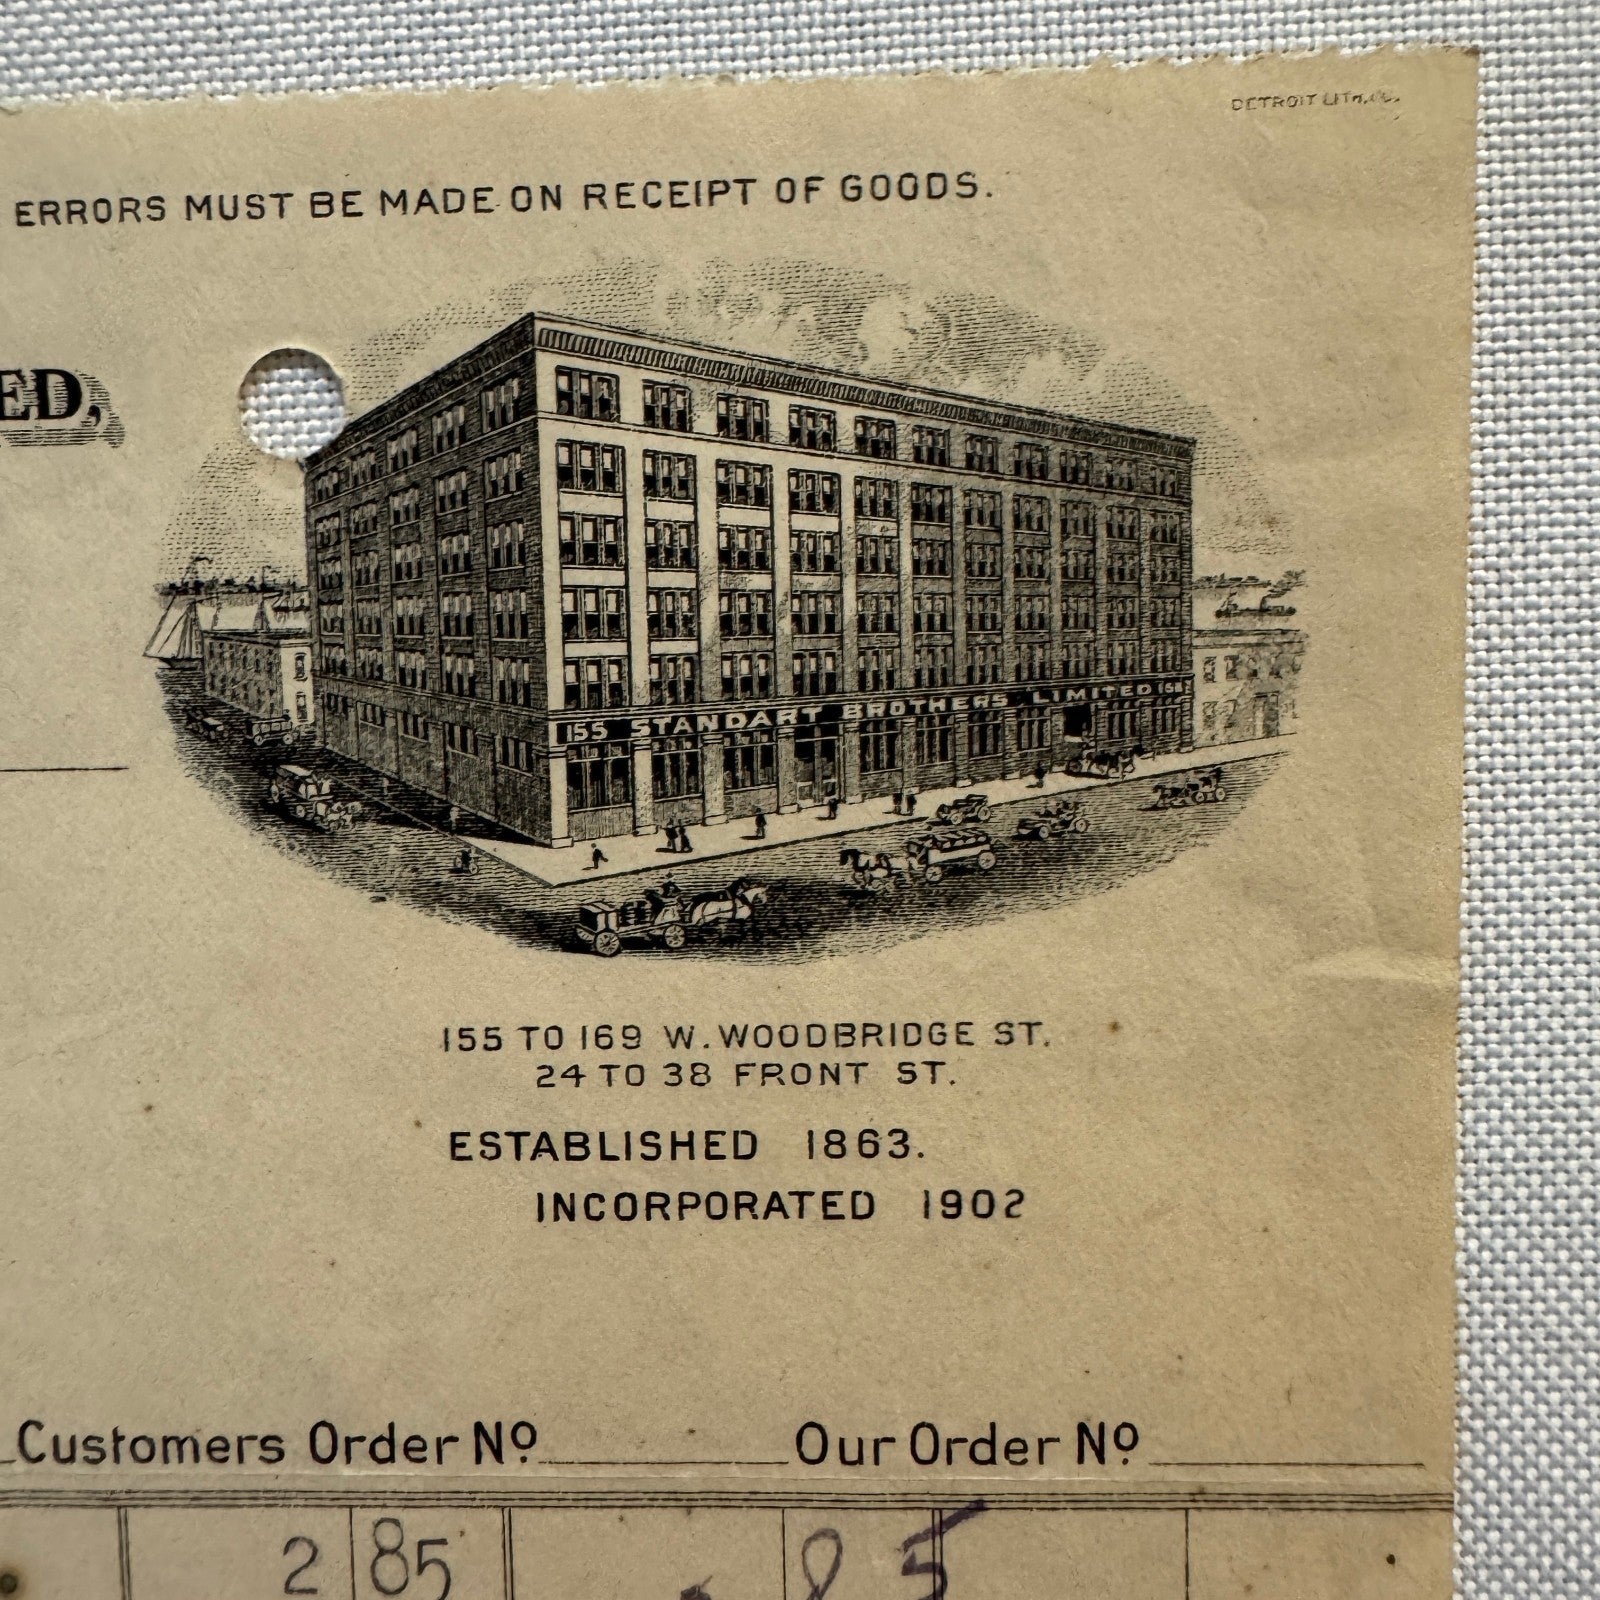 DETROIT LITH. CO.
ERRORS MUST BE MADE ON RECEIPT OF GOODS.
ED,
155 STANDART BROTHERS LIMITED
155 TO 169 W. WOODBRIDGE ST.
24 TO 38 FRONT ST.
ESTABLISHED 1863.
INCORPORATED 1902
Customers Order No. Our Order No.
2 85 . 85